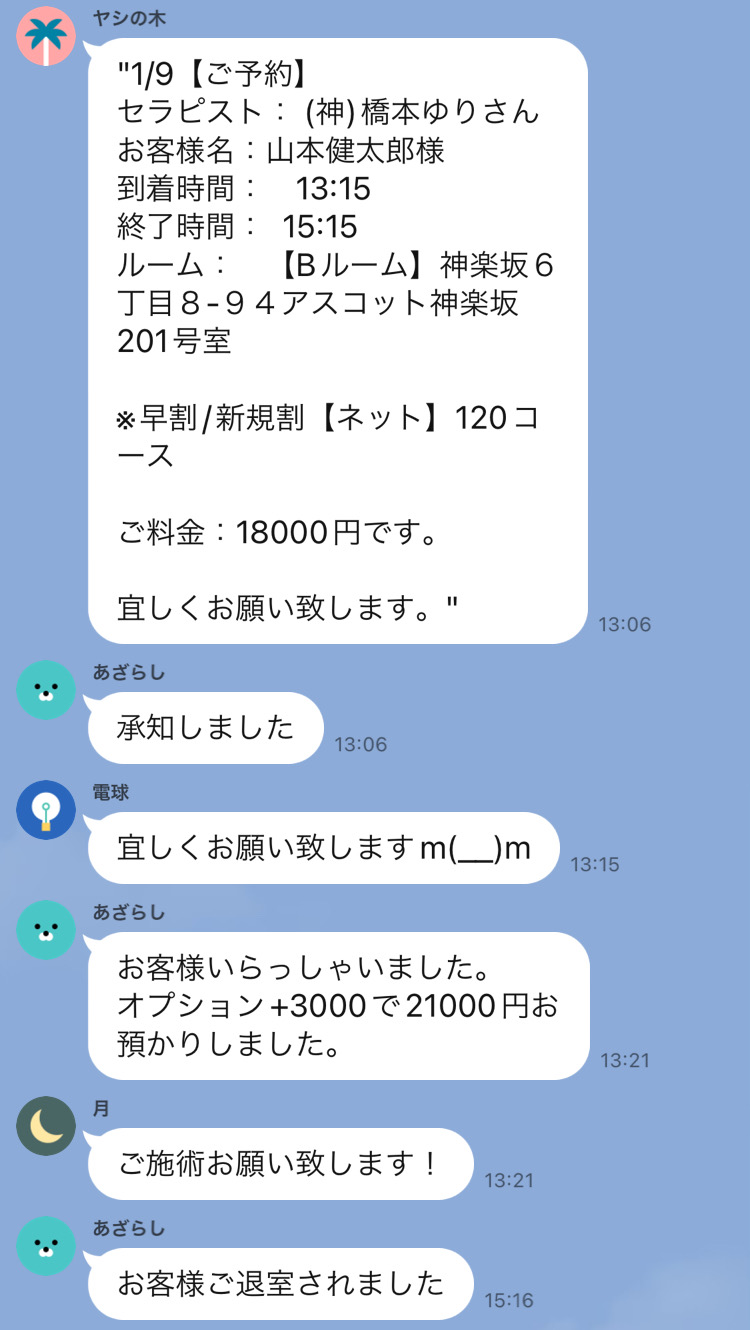 ヤシの木
"1/9【ご予約】
セラピスト： (神)橋本ゆりさん
お客様名：山本健太郎様
到着時間：　13:15
終了時間：　15:15
ルーム：　【Bルーム】神楽坂６
丁目８-９４アスコット神楽坂
201号室
※早割/新規割【ネット】120コ
ース
ご料金：18000円です。
宜しくお願い致します。"
13:06
あざらし
承知しました
13:06
電球
宜しくお願い致しますm(__)m
13:15
あざらし
お客様いらっしゃいました。
オプション+3000で21000円お
預かりしました。
13:21
月
ご施術お願い致します！
13:21
あざらし
お客様ご退室されました
15:16